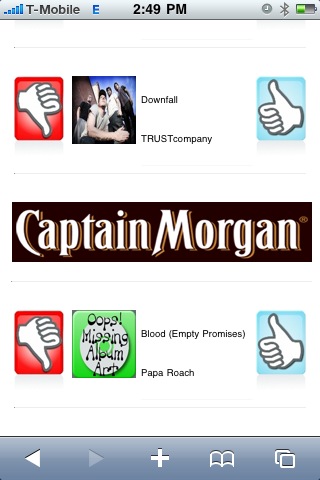 T-Mobile E 2:49 PM
Downfall
TRUSTcompany
Captain Morgan®
Oops!
Missing
Album
Art
Blood (Empty Promises)
Papa Roach